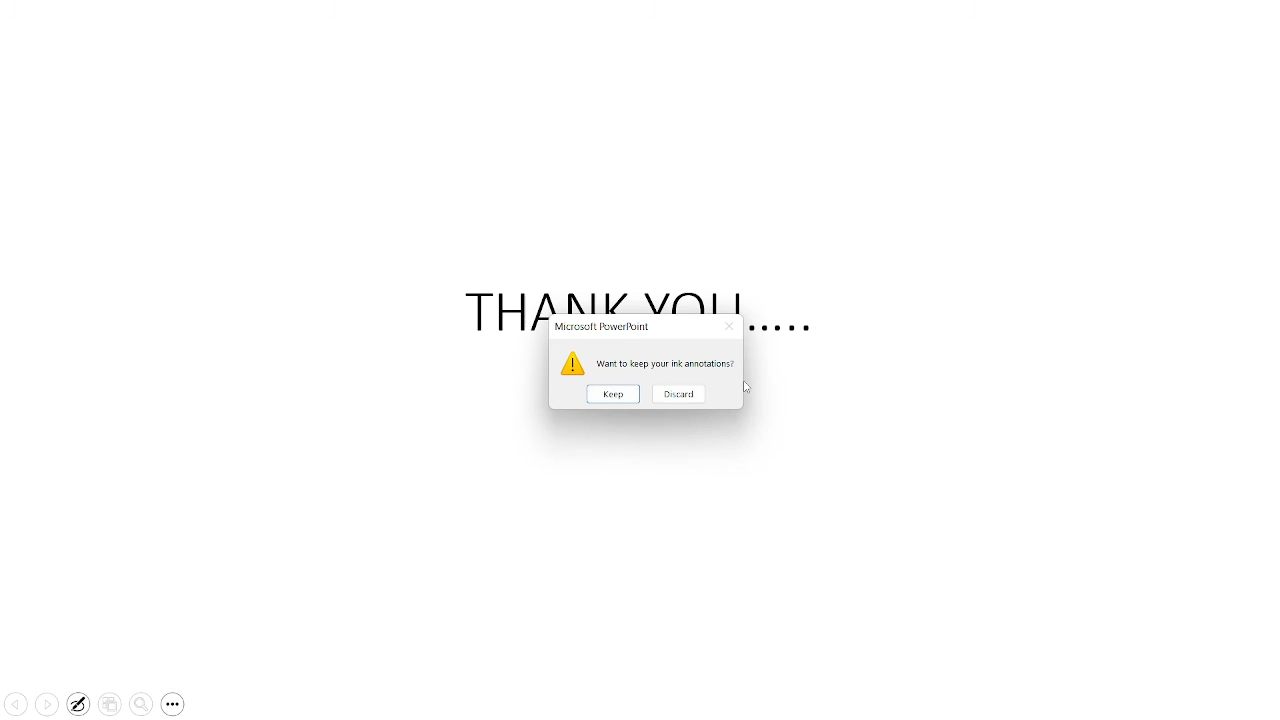 THANK YOU.....
Microsoft PowerPoint
Want to keep your ink annotations?
Keep
Discard